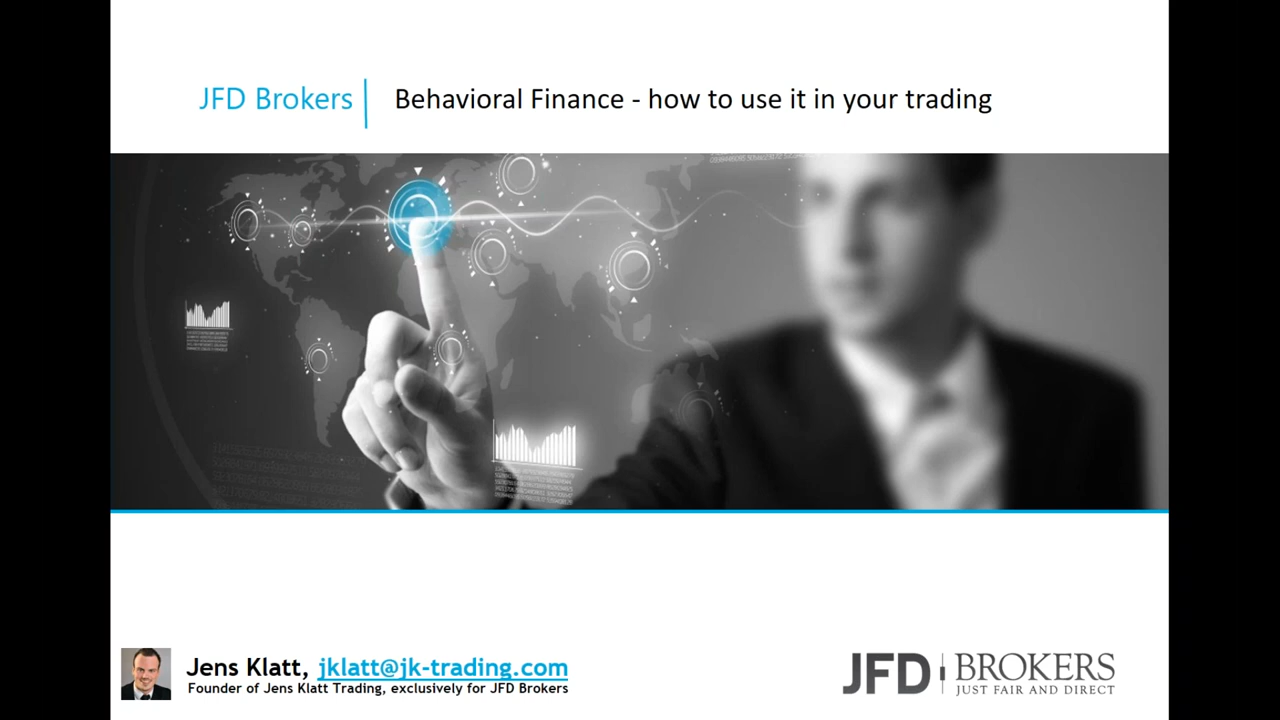 JFD Brokers
Behavioral Finance - how to use it in your trading
Jens Klatt, jklatt@jk-trading.com
Founder of Jens Klatt Trading, exclusively for JFD Brokers
JFD BROKERS
JUST FAIR AND DIRECT